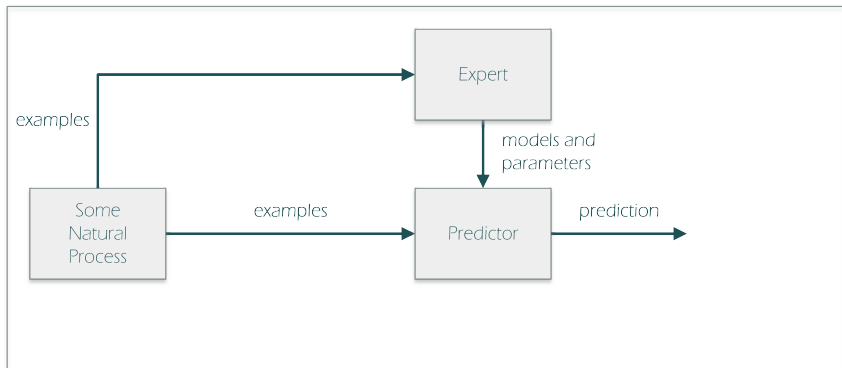 Expert
examples
models and
parameters
Some
Natural
Process
examples
Predictor
prediction